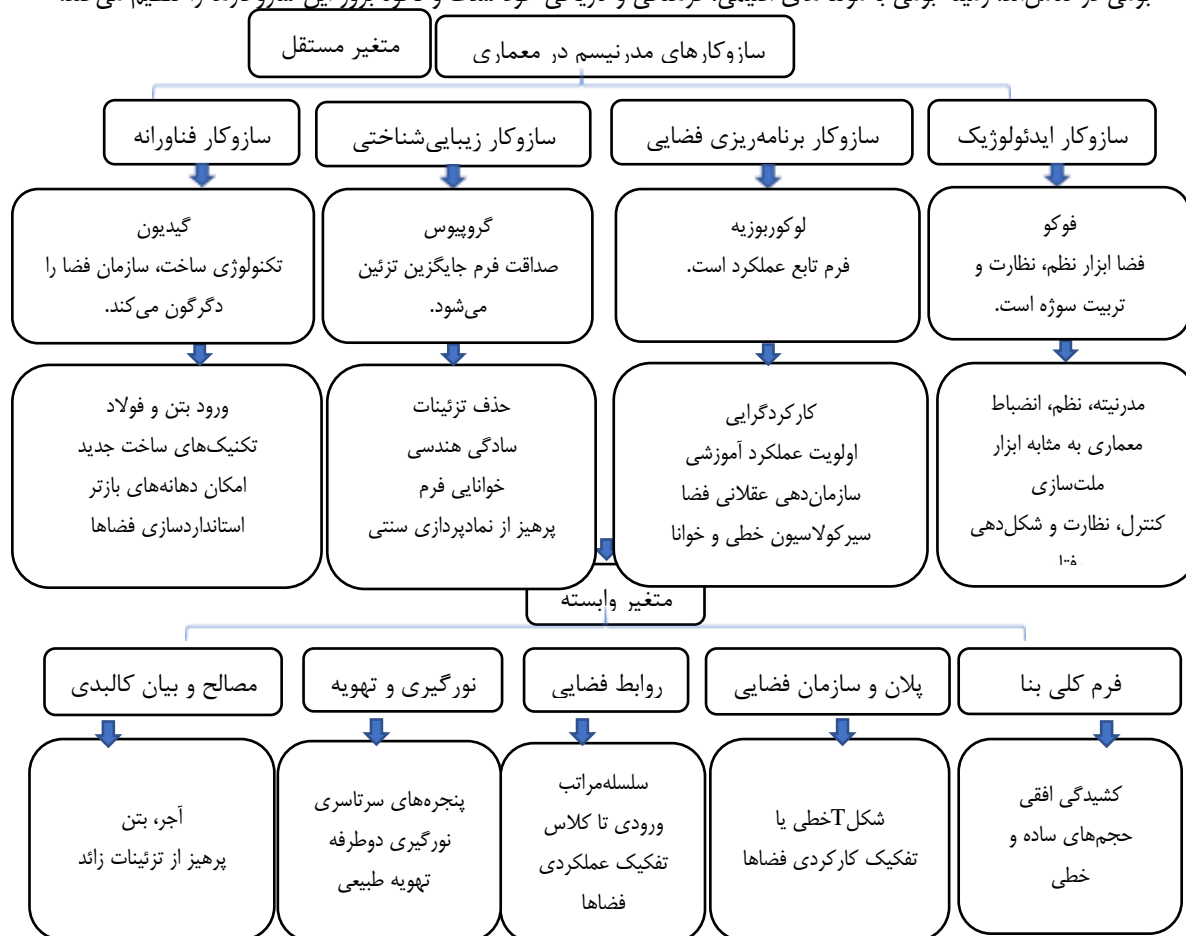 سازوکارهای مدرنیسم در معماری
متغیر مستقل
سازوکار ایدئولوژیک
سازوکار برنامه‌ریزی فضایی
سازوکار زیبایی‌شناختی
سازوکار فناورانه
فوکو
فضا ابزار نظم، نظارت و
تربیت سوژه است.
لوکوربوزیه
فرم تابع عملکرد است.
گروپیوس
صداقت فرم جایگزین تزئین
می‌شود.
گیدیون
تکنولوژی ساخت، سازمان فضا را
دگرگون می‌کند.
مدرنیته، نظم، انضباط
معماری به مثابه ابزار
ملت‌سازی
کنترل، نظارت و شکل‌دهی
کارکردگرایی
اولویت عملکرد آموزشی
سازمان‌دهی عقلانی فضا
سیرکولاسیون خطی و خوانا
حذف تزئینات
سادگی هندسی
خوانایی فرم
پرهیز از نمادپردازی سنتی
ورود بتن و فولاد
تکنیک‌های ساخت جدید
امکان دهانه‌های بازتر
استانداردسازی فضاها
متغیر وابسته
فرم کلی بنا
پلان و سازمان فضایی
روابط فضایی
نورگیری و تهویه
مصالح و بیان کالبدی
کشیدگی افقی
حجم‌های ساده و
خطی
شکلTخطی یا
تفکیک کارکردی فضاها
سلسله‌مراتب
ورودی تا کلاس
تفکیک عملکردی
فضاها
پنجره‌های سرتاسری
نورگیری دوطرفه
تهویه طبیعی
آجر، بتن
پرهیز از تزئینات زائد